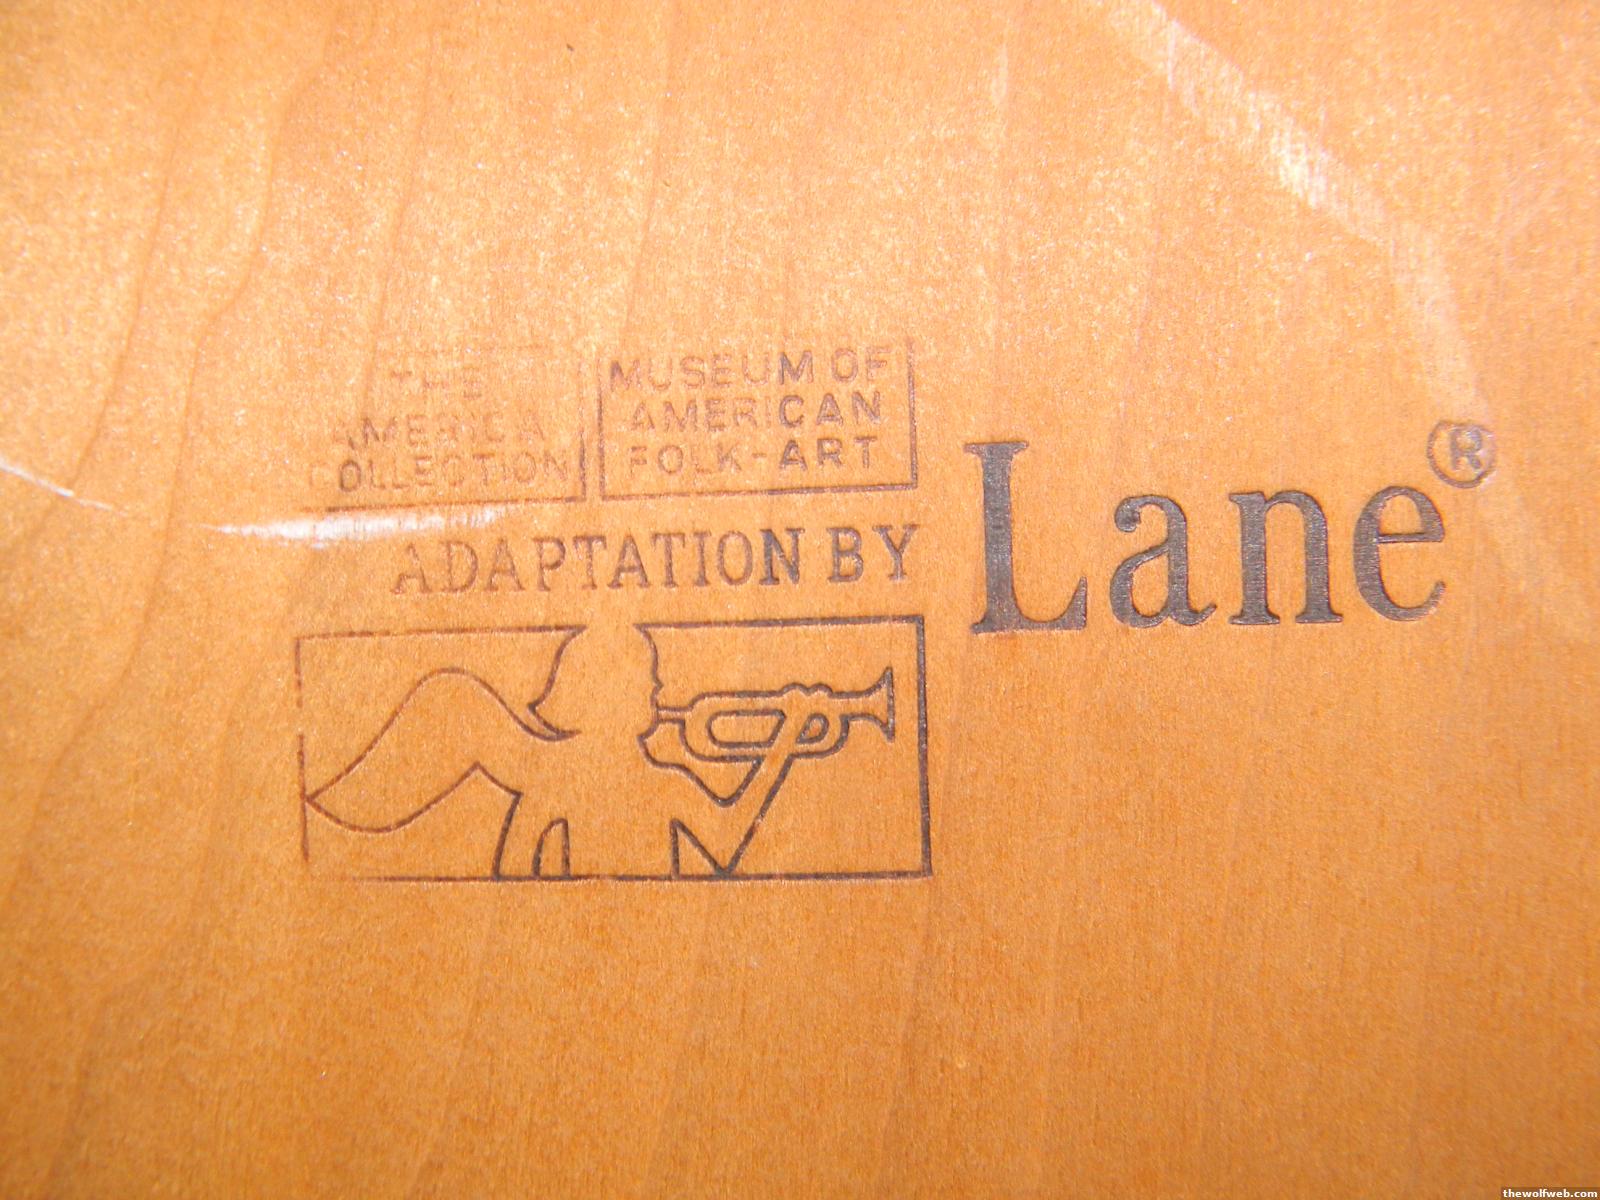 THE
AMERICA
COLLECTION
MUSEUM OF
AMERICAN
FOLK-ART
ADAPTATION BY
Lane®
thewolfweb.com